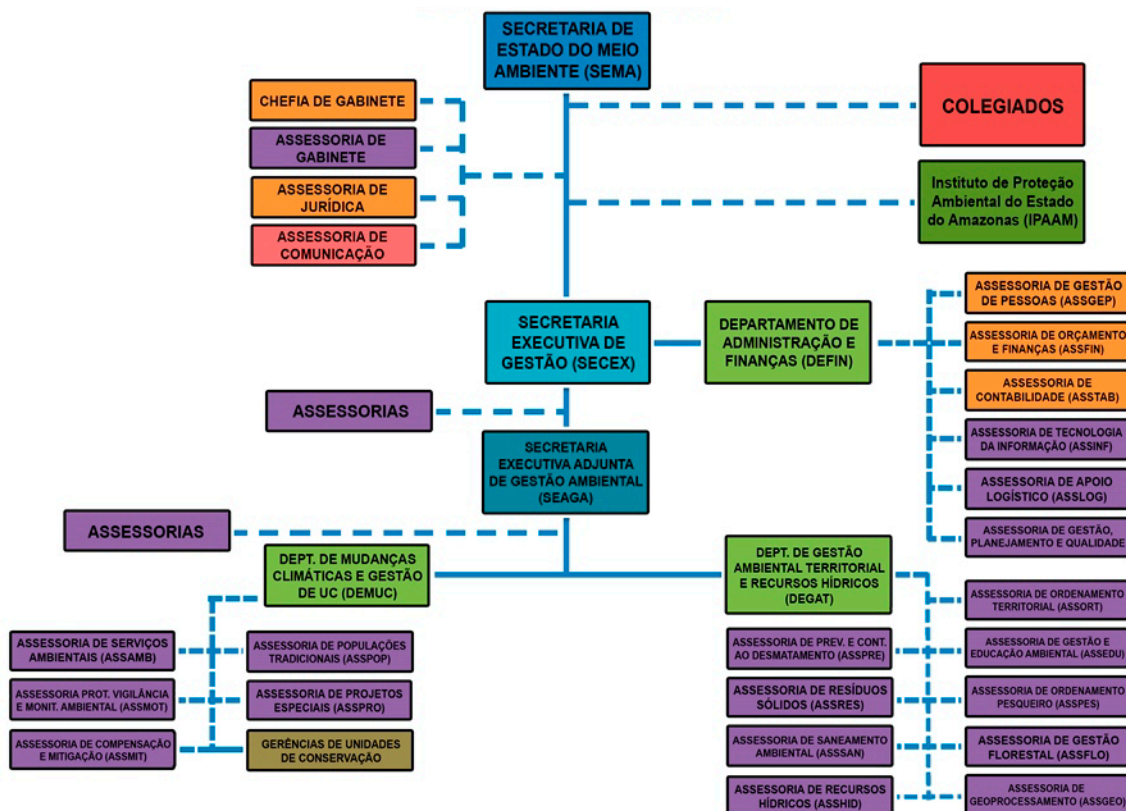 SECRETARIA DE
ESTADO DO MEIO
AMBIENTE (SEMA)
CHEFIA DE GABINETE
ASSESSORIA DE
GABINETE
ASSESSORIA DE
JURÍDICA
ASSESSORIA DE
COMUNICAÇÃO
COLEGIADOS
Instituto de Proteção
Ambiental do Estado
do Amazonas (IPAAM)
SECRETARIA
EXECUTIVA DE
GESTÃO (SECEX)
DEPARTAMENTO DE
ADMINISTRAÇÃO E
FINANÇAS (DEFIN)
ASSESSORIA DE GESTÃO
DE PESSOAS (ASSGEP)
ASSESSORIA DE ORÇAMENTO
E FINANÇAS (ASSFIN)
ASSESSORIA DE
CONTABILIDADE (ASSTAB)
ASSESSORIA DE TECNOLOGIA
DA INFORMAÇÃO (ASSINF)
ASSESSORIA DE APOIO
LOGÍSTICO (ASSLOG)
ASSESSORIA DE GESTÃO,
PLANEJAMENTO E QUALIDADE
ASSESSORIAS
SECRETARIA
EXECUTIVA ADJUNTA
DE GESTÃO AMBIENTAL
(SEAGA)
ASSESSORIAS
DEPT. DE MUDANÇAS
CLIMÁTICAS E GESTÃO
DE UC (DEMUC)
ASSESSORIA DE SERVIÇOS
AMBIENTAIS (ASSAMB)
ASSESSORIA DE POPULAÇÕES
TRADICIONAIS (ASSPOP)
ASSESSORIA PROT. VIGILÂNCIA
E MONIT. AMBIENTAL (ASSMOT)
ASSESSORIA DE PROJETOS
ESPECIAIS (ASSPRO)
ASSESSORIA DE COMPENSAÇÃO
E MITIGAÇÃO (ASSMIT)
GERÊNCIAS DE UNIDADES
DE CONSERVAÇÃO
DEPT. DE GESTÃO
AMBIENTAL TERRITORIAL
E RECURSOS HÍDRICOS
(DEGAT)
ASSESSORIA DE ORDENAMENTO
TERRITORIAL (ASSORT)
ASSESSORIA DE PREV. E CONT.
AO DESMATAMENTO (ASSPRE)
ASSESSORIA DE GESTÃO E
EDUCAÇÃO AMBIENTAL (ASSEDU)
ASSESSORIA DE RESÍDUOS
SÓLIDOS (ASSRES)
ASSESSORIA DE ORDENAMENTO
PESQUEIRO (ASSPES)
ASSESSORIA DE SANEAMENTO
AMBIENTAL (ASSSAN)
ASSESSORIA DE GESTÃO
FLORESTAL (ASSFLO)
ASSESSORIA DE RECURSOS
HÍDRICOS (ASSHID)
ASSESSORIA DE
GEOPROCESSAMENTO (ASSGEO)